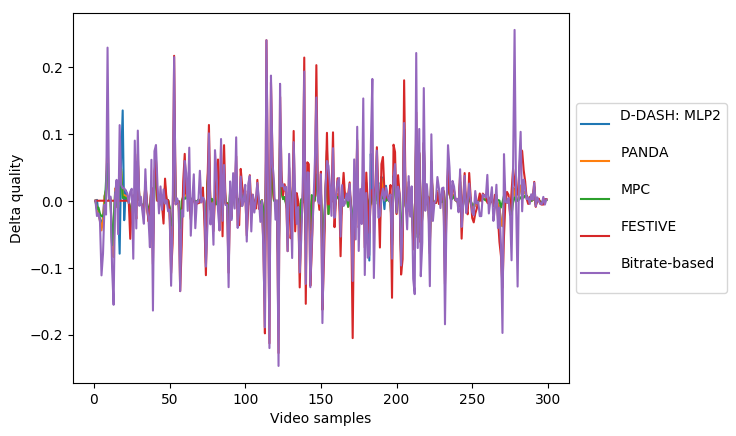 0.2
0.1
0.0
−0.1
−0.2
Delta quality
0
50
100
150
200
250
300
Video samples
D-DASH: MLP2
PANDA
MPC
FESTIVE
Bitrate-based